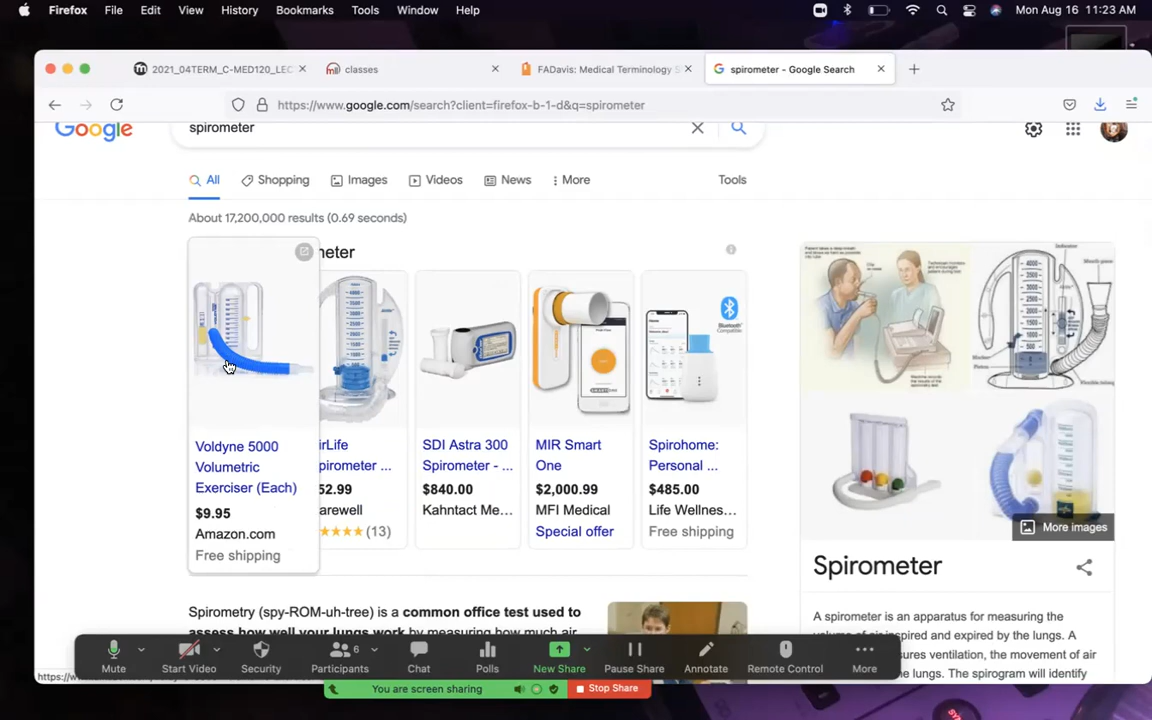 Firefox File Edit View History Bookmarks Tools Window Help Mon Aug 16 11:23 AM
2021_04TERM_C-MED120_LEC classes FADavis: Medical Terminology S spirometer - Google Search
https://www.google.com/search?client=firefox-b-1-d&q=spirometer
Google spirometer
All Shopping Images Videos News More Tools
About 17,200,000 results (0.69 seconds)
meter
Voldyne 5000
Volumetric
Exerciser (Each)
$9.95
Amazon.com
Free shipping
irLife
pirometer ...
52.99
arewell
(13)
SDI Astra 300
Spirometer - ...
$840.00
Kahntact Me...
MIR Smart
One
$2,000.99
MFI Medical
Special offer
Bluetooth
Spirohome:
Personal ...
$485.00
Life Wellnes...
Free shipping
More images
Spirometer
A spirometer is an apparatus for measuring the
volume of air inspired and expired by the lungs. A
sures ventilation, the movement of air
he lungs. The spirogram will identify
Spirometry (spy-ROM-uh-tree) is a common office test used to
assess how well your lungs work by measuring how much air
Mute Start Video Security Participants 6 Chat Polls New Share Pause Share Annotate Remote Control More
You are screen sharing Stop Share